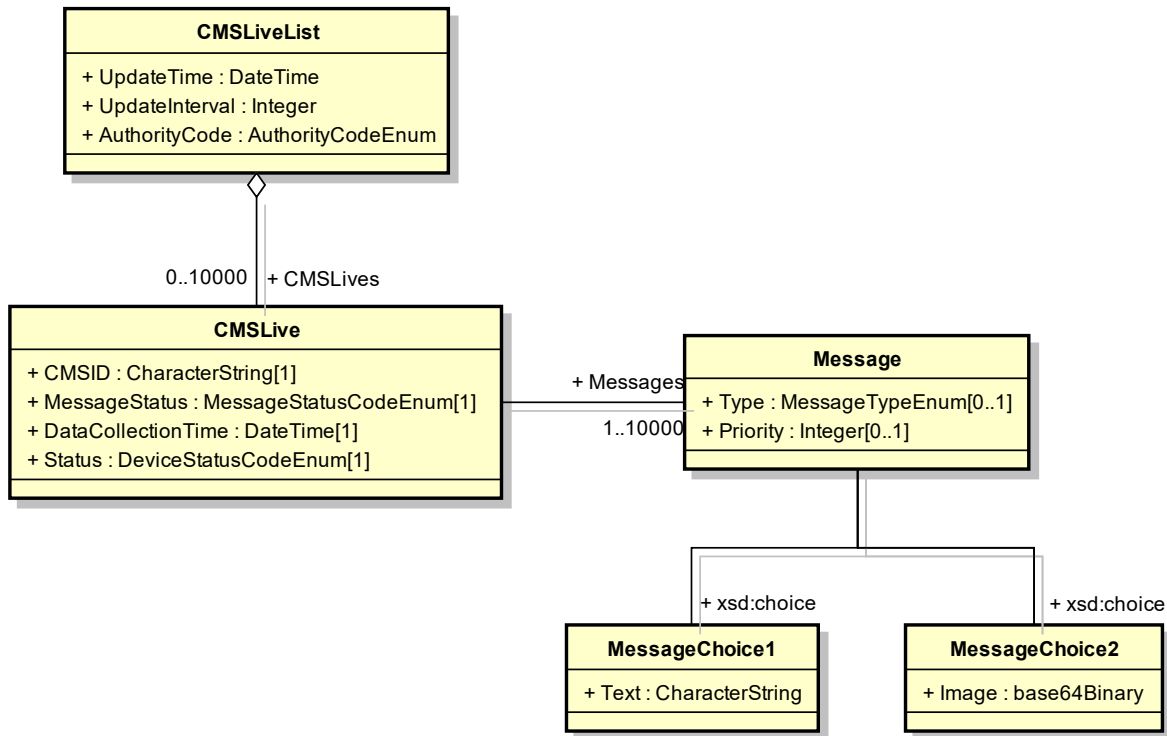 CMSLiveList
+ UpdateTime : DateTime
+ UpdateInterval : Integer
+ AuthorityCode : AuthorityCodeEnum
0..10000
+ CMSLives
CMSLive
+ CMSID : CharacterString[1]
+ MessageStatus : MessageStatusCodeEnum[1]
+ DataCollectionTime : DateTime[1]
+ Status : DeviceStatusCodeEnum[1]
+ Messages
1..10000
Message
+ Type : MessageTypeEnum[0..1]
+ Priority : Integer[0..1]
+ xsd:choice
+ xsd:choice
MessageChoice1
+ Text : CharacterString
MessageChoice2
+ Image : base64Binary